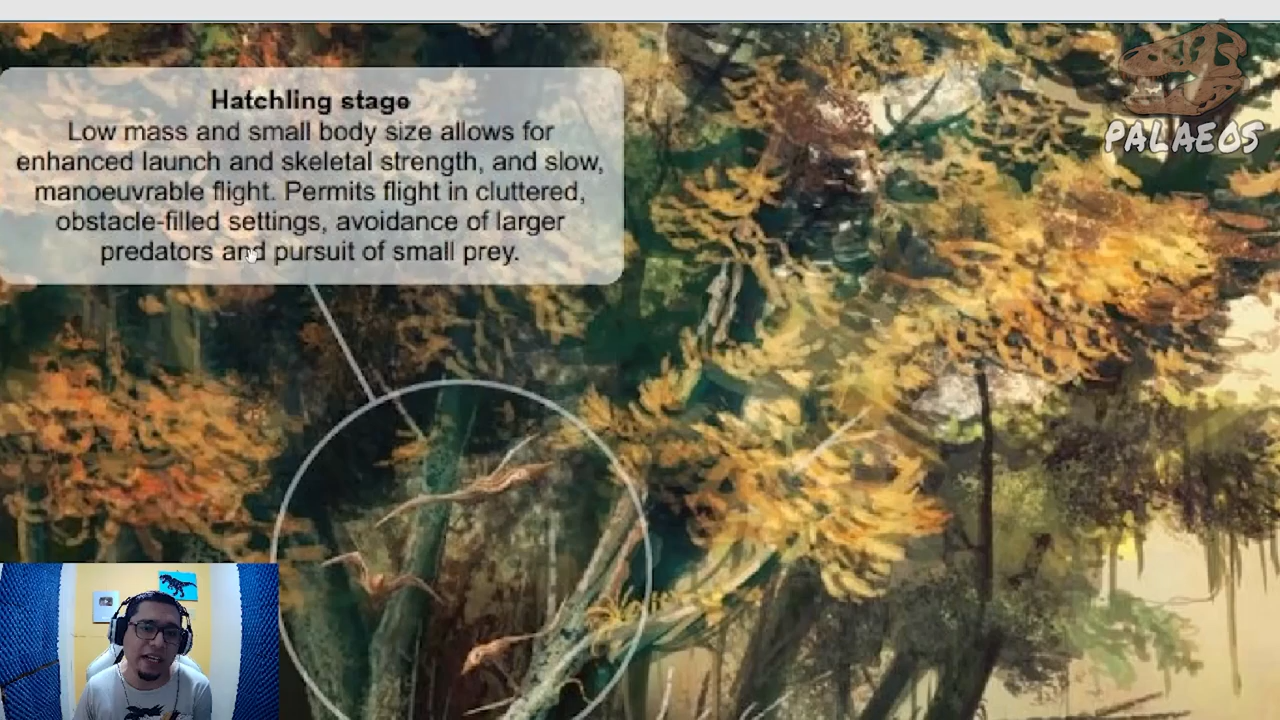 PALAEOS
Hatchling stage
Low mass and small body size allows for
enhanced launch and skeletal strength, and slow,
manoeuvrable flight. Permits flight in cluttered,
obstacle-filled settings, avoidance of larger
predators and pursuit of small prey.